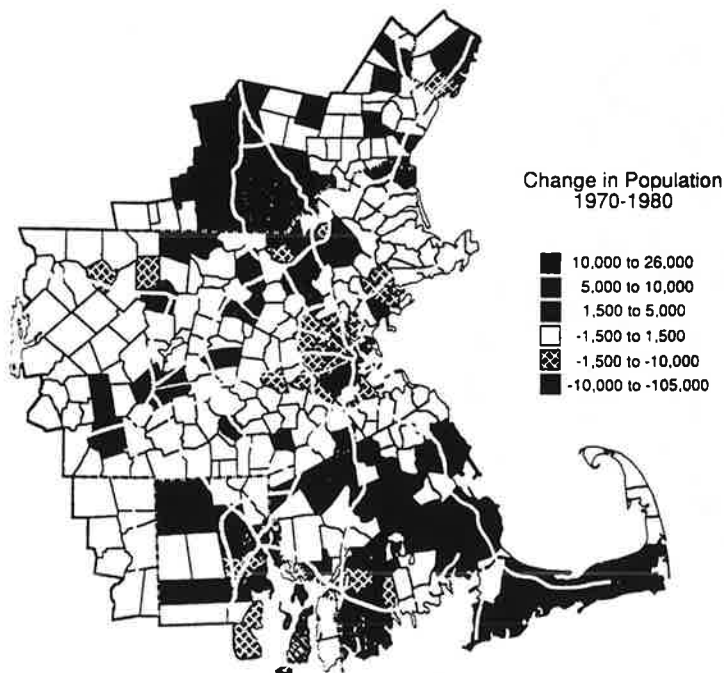 Change in Population
1970-1980
10,000 to 26,000
5,000 to 10,000
1,500 to 5,000
-1,500 to 1,500
-1,500 to -10,000
-10,000 to -105,000